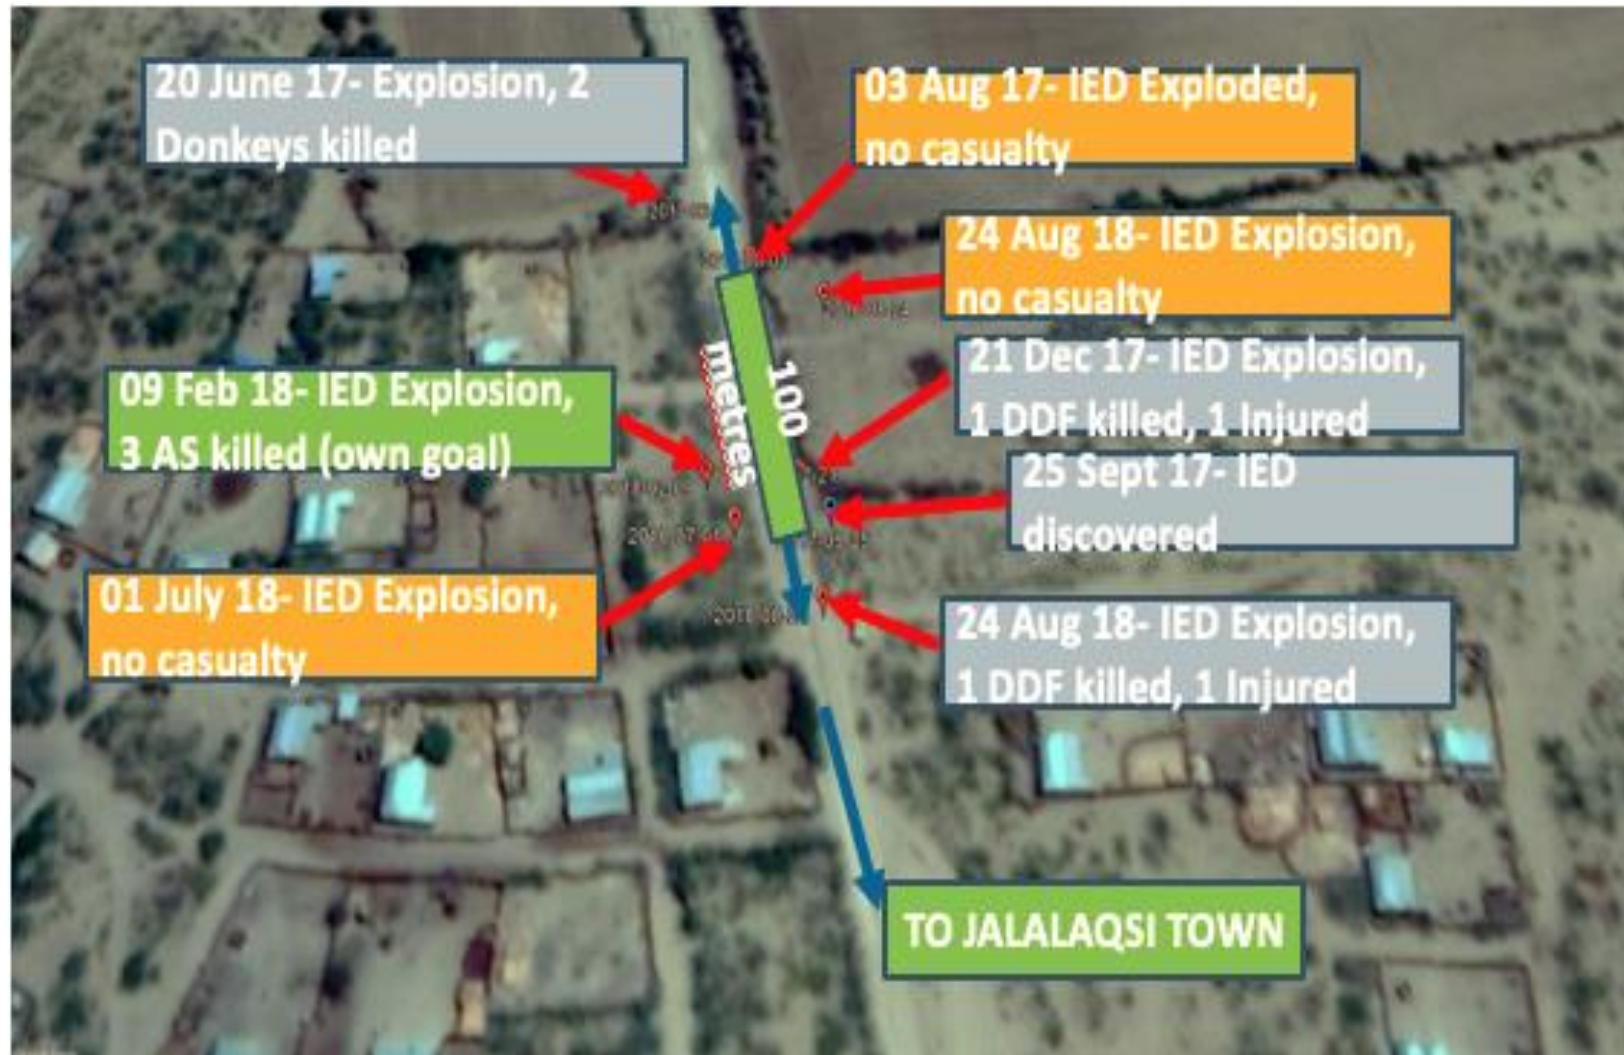 20 June 17- Explosion, 2
Donkeys killed
03 Aug 17- IED Exploded,
no casualty
24 Aug 18- IED Explosion,
no casualty
21 Dec 17- IED Explosion,
1 DDF killed, 1 Injured
09 Feb 18- IED Explosion,
3 AS killed (own goal)
100
metres
25 Sept 17- IED
discovered
01 July 18- IED Explosion,
no casualty
24 Aug 18- IED Explosion,
1 DDF killed, 1 Injured
TO JALALAQSI TOWN